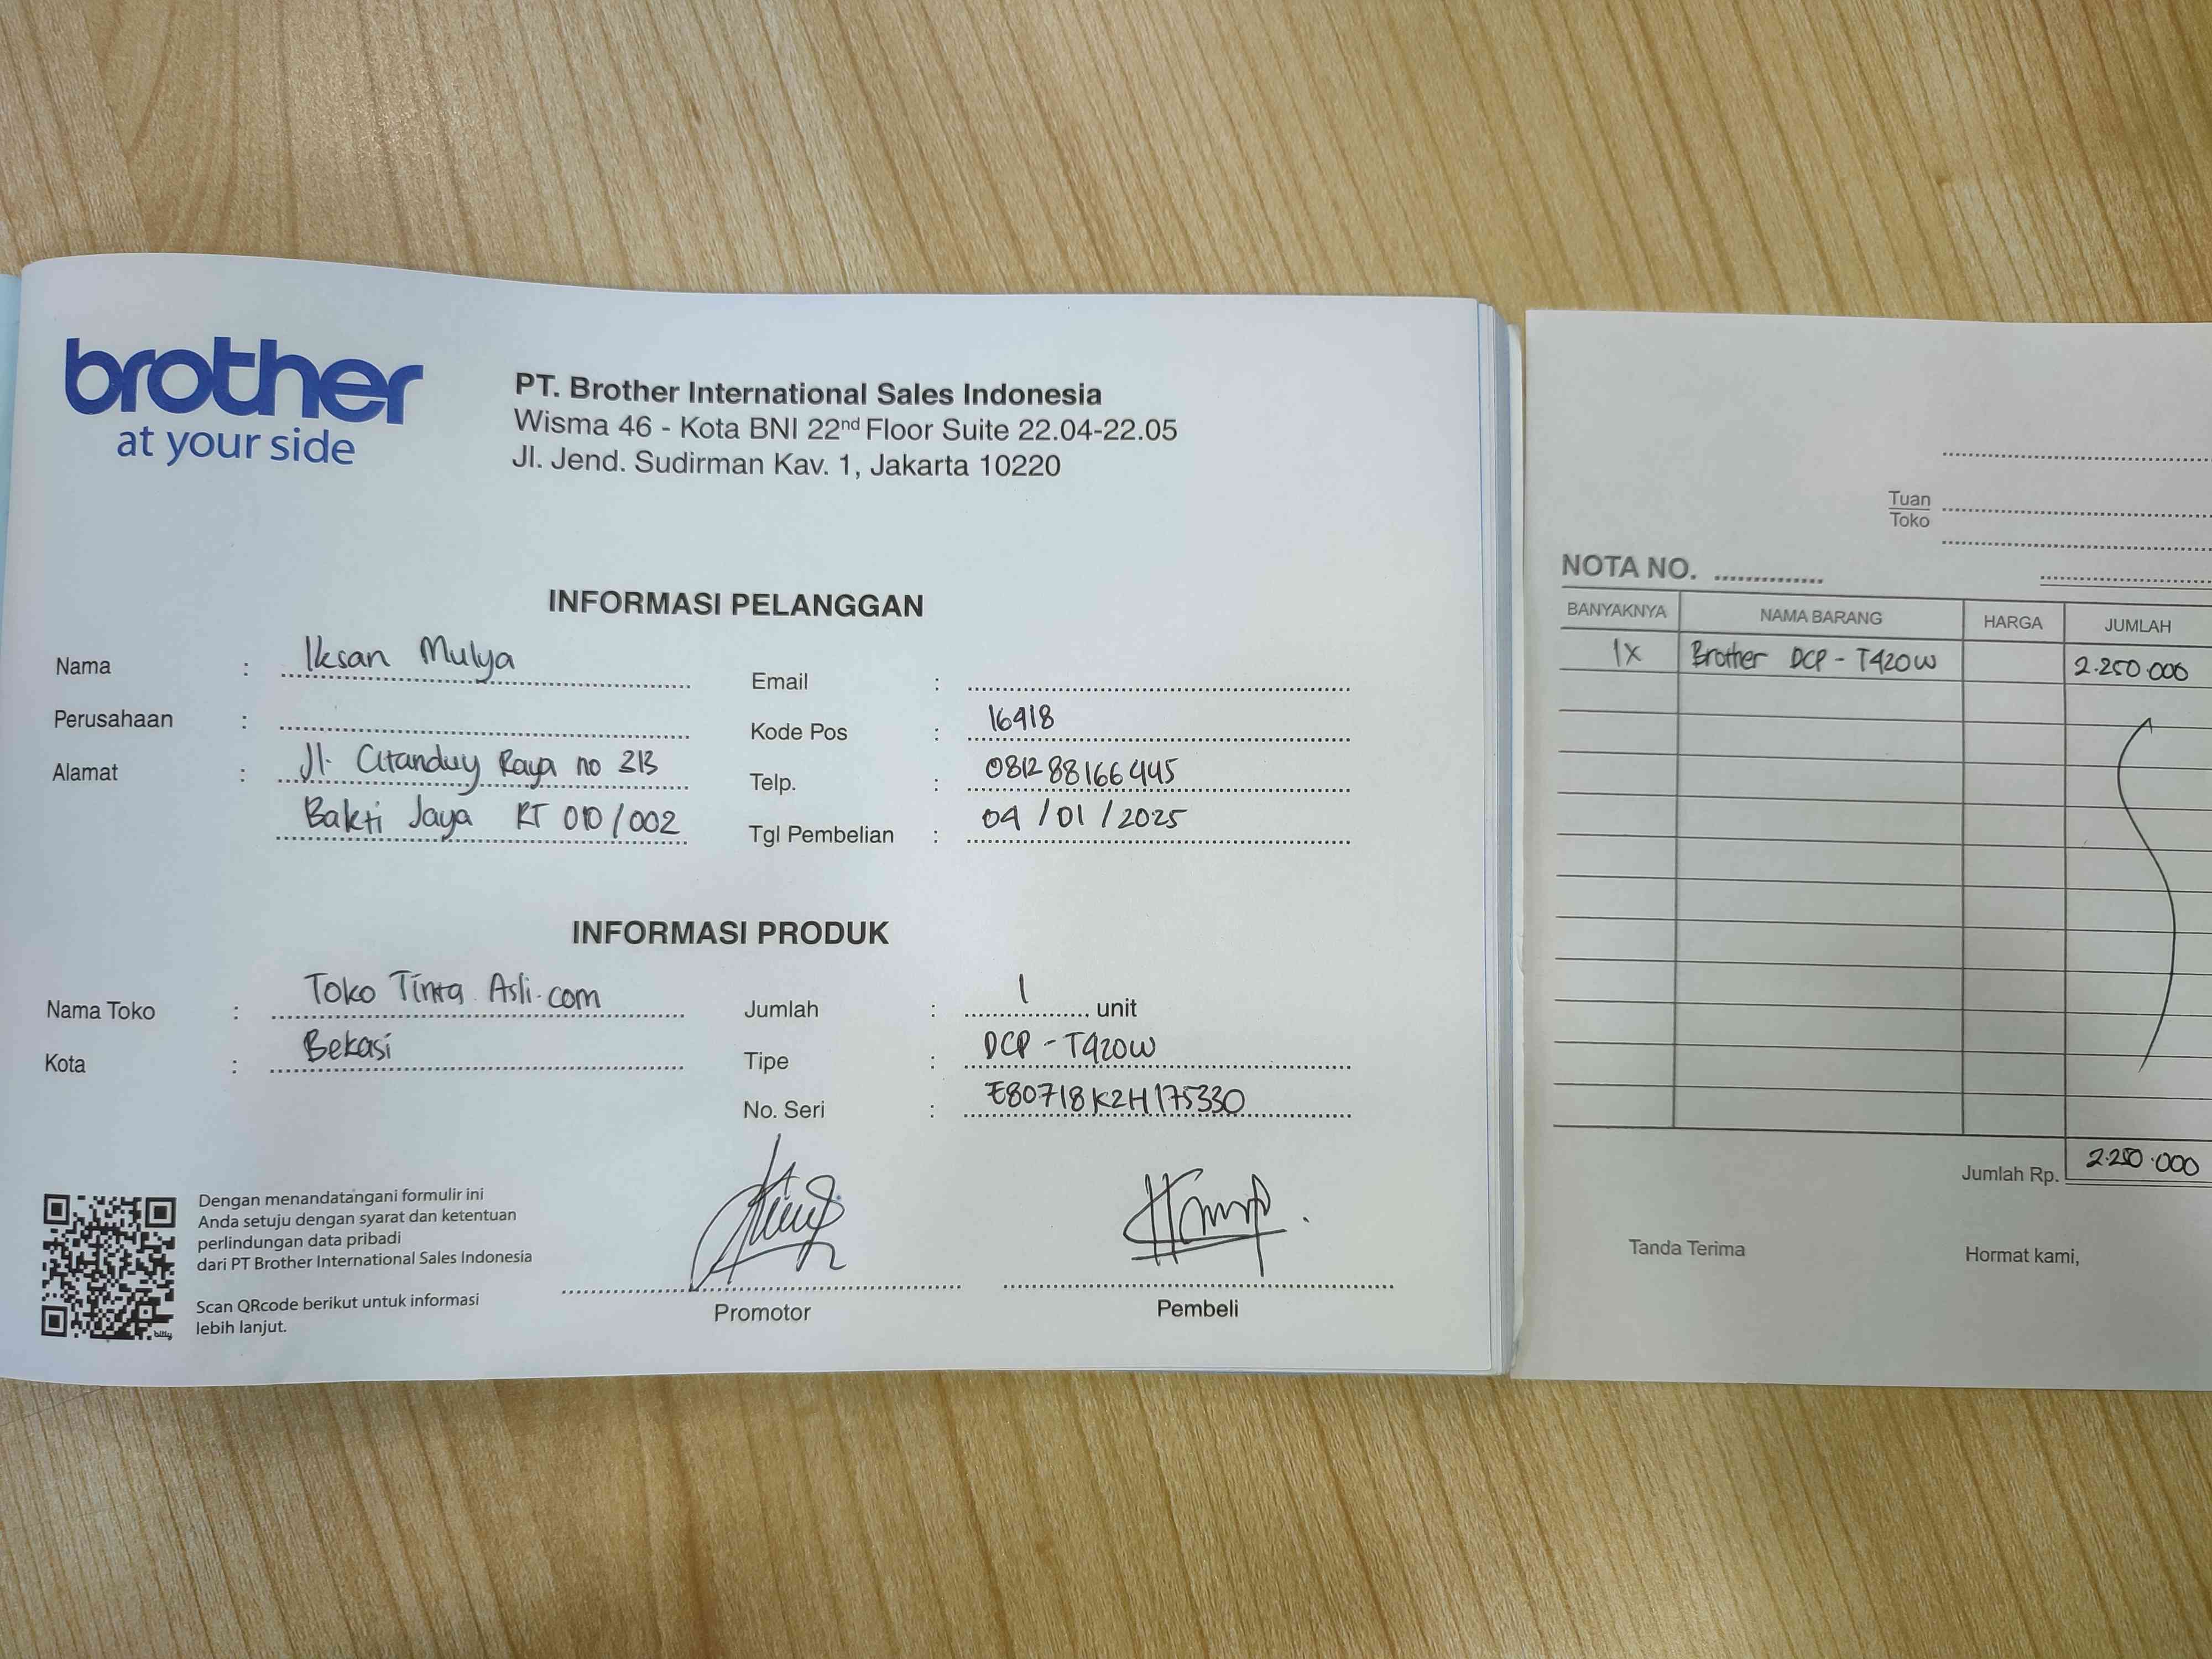 brother
at your side
PT. Brother International Sales Indonesia
Wisma 46 - Kota BNI 22nd Floor Suite 22.04-22.05
Jl. Jend. Sudirman Kav. 1, Jakarta 10220
INFORMASI PELANGGAN
Nama : Iksan Mulya
Perusahaan :
Alamat : Jl. Citanduy Raya no 313
Bakti Jaya RT 010/002
Email :
Kode Pos : 16418
Telp. : 081288166445
Tgl Pembelian : 04/01/2025
INFORMASI PRODUK
Nama Toko : Toko Tinta Asli.com
Kota : Bekasi
Jumlah : 1 unit
Tipe : DCP-T420W
No. Seri : E80718K2H175330
Dengan menandatangani formulir ini
Anda setuju dengan syarat dan ketentuan
perlindungan data pribadi
dari PT Brother International Sales Indonesia
Scan QRcode berikut untuk informasi
lebih lanjut.
bitly
Promotor
Pembeli
Tuan
Toko
NOTA NO.
BANYAKNYA NAMA BARANG HARGA JUMLAH
1X Brother DCP-T420W 2.250.000
Jumlah Rp. 2.250.000
Tanda Terima
Hormat kami,